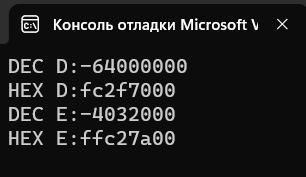 Консоль отладки Microsoft V
DEC D:-64000000
HEX D:fc2f7000
DEC E:-4032000
HEX E:ffc27a00